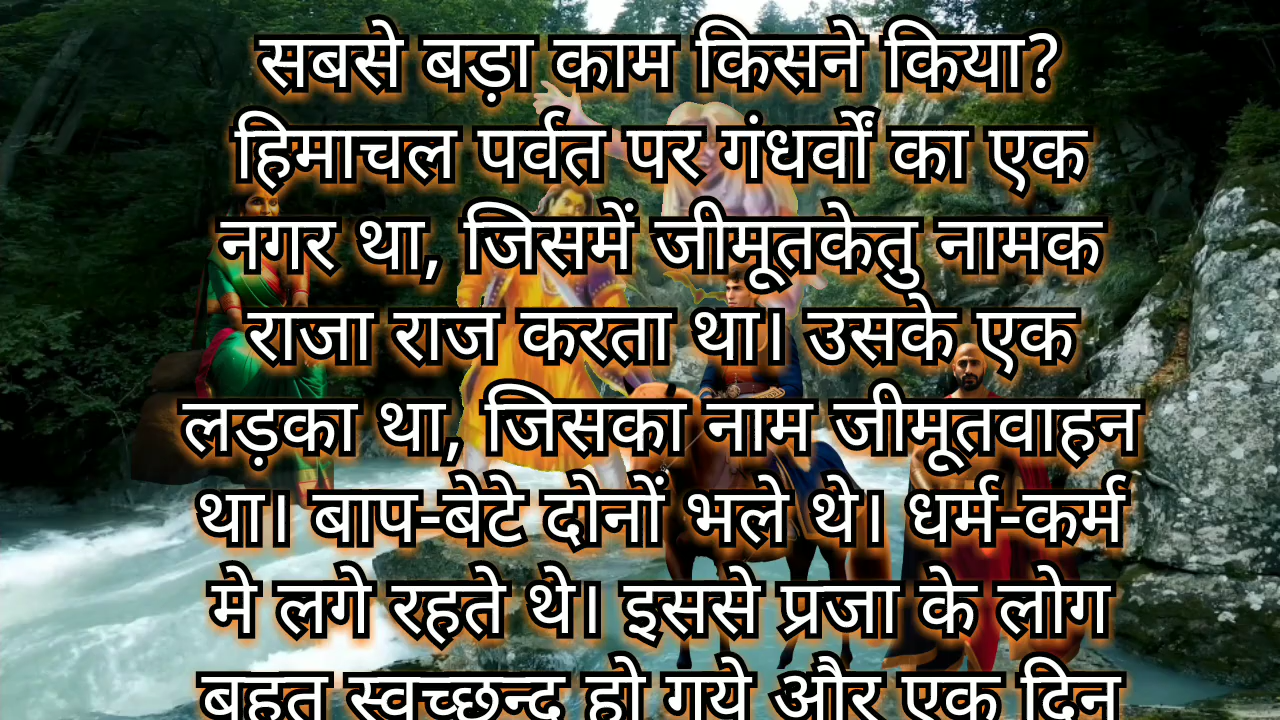 सबसे बड़ा काम किसने किया?
हिमाचल पर्वत पर गंधर्वों का एक
नगर था, जिसमें जीमूतकेतु नामक
राजा राज करता था। उसके एक
लड़का था, जिसका नाम जीमूतवाहन
था। बाप-बेटे दोनों भले थे। धर्म-कर्म
मे लगे रहते थे। इससे प्रजा के लोग
बहुत स्वच्छन्द हो गये और एक दिन